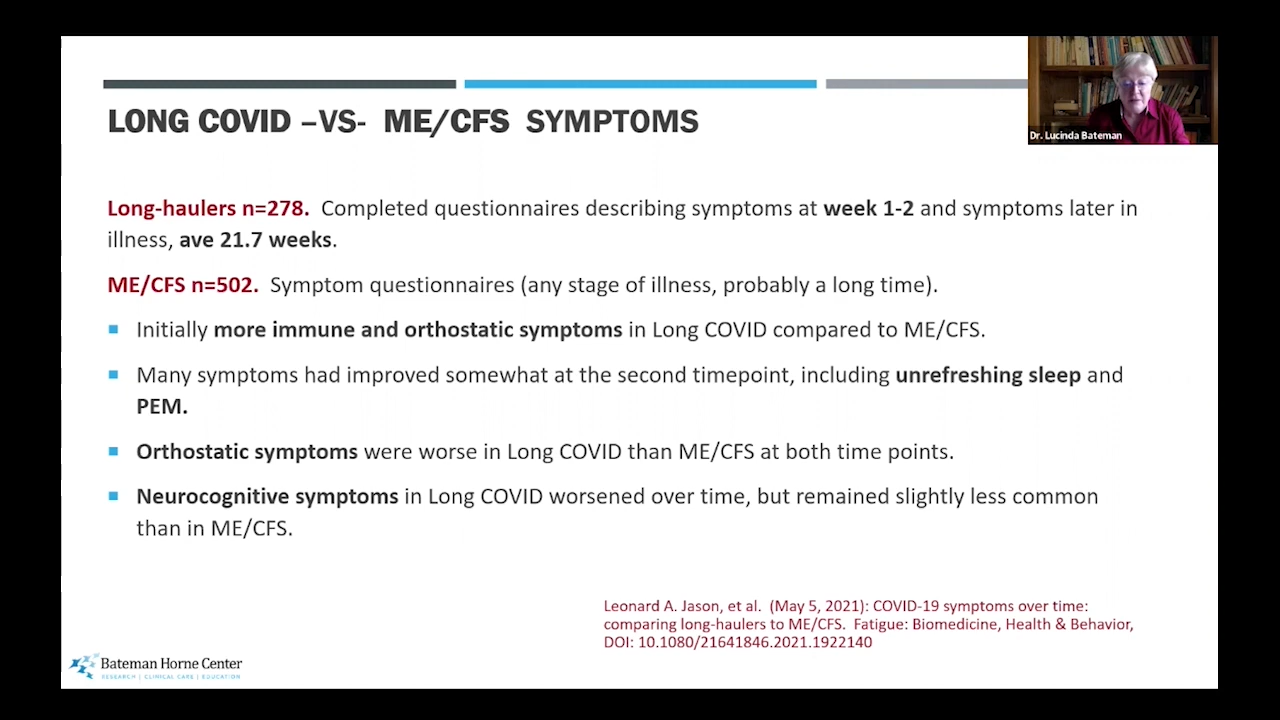 LONG COVID –VS- ME/CFS SYMPTOMS
Dr. Lucinda Bateman
Long-haulers n=278. Completed questionnaires describing symptoms at week 1-2 and symptoms later in
illness, ave 21.7 weeks.
ME/CFS n=502. Symptom questionnaires (any stage of illness, probably a long time).
Initially more immune and orthostatic symptoms in Long COVID compared to ME/CFS.
Many symptoms had improved somewhat at the second timepoint, including unrefreshing sleep and
PEM.
Orthostatic symptoms were worse in Long COVID than ME/CFS at both time points.
Neurocognitive symptoms in Long COVID worsened over time, but remained slightly less common
than in ME/CFS.
Leonard A. Jason, et al. (May 5, 2021): COVID-19 symptoms over time:
comparing long-haulers to ME/CFS. Fatigue: Biomedicine, Health & Behavior,
DOI: 10.1080/21641846.2021.1922140
Bateman Horne Center
RESEARCH | CLINICAL CARE | EDUCATION